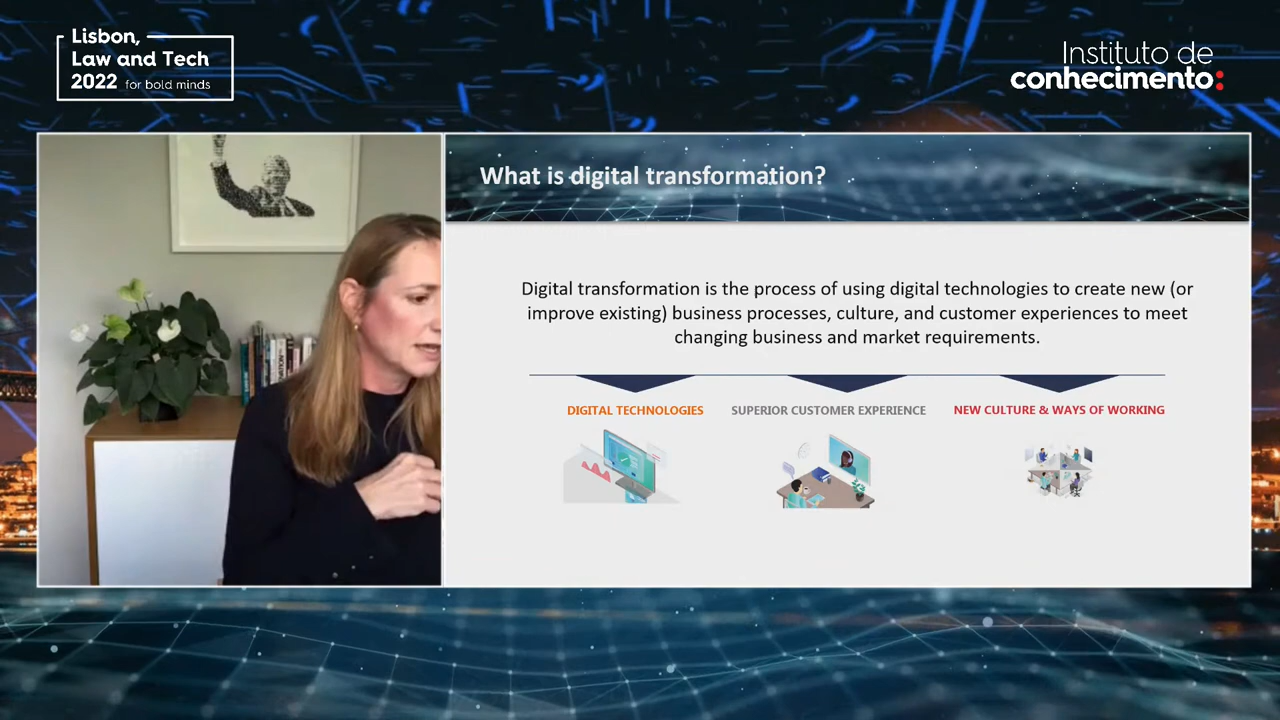 Lisbon,
Law and Tech
2022 for bold minds
Instituto de
conhecimento:
What is digital transformation?
Digital transformation is the process of using digital technologies to create new (or
improve existing) business processes, culture, and customer experiences to meet
changing business and market requirements.
DIGITAL TECHNOLOGIES
SUPERIOR CUSTOMER EXPERIENCE
NEW CULTURE & WAYS OF WORKING